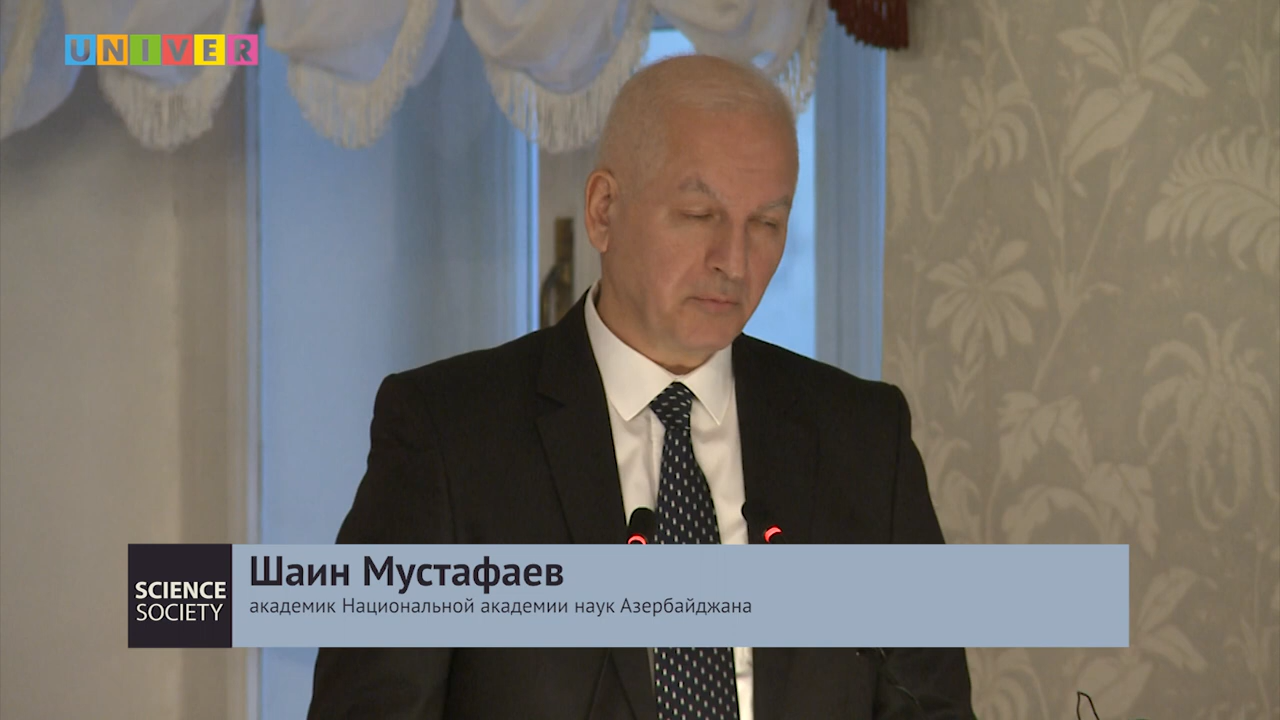 UNIVER
SCIENCE
SOCIETY
Шаин Мустафаев
академик Национальной академии наук Азербайджана